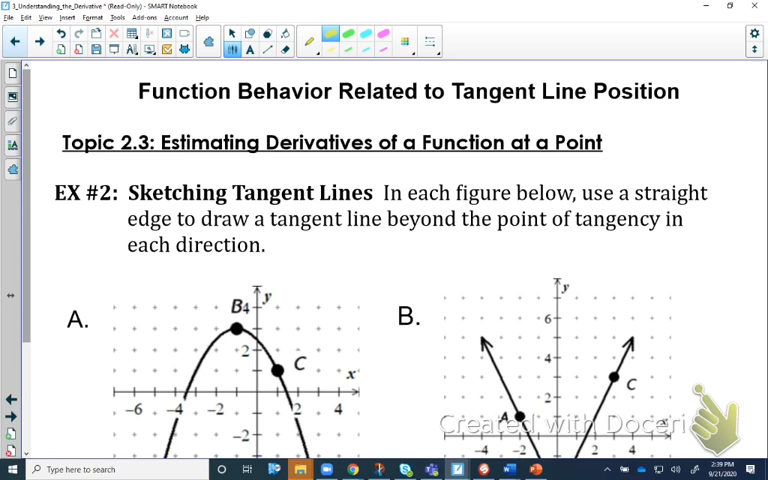 3_Understanding_the_Derivative * (Read-Only) - SMART Notebook
File Edit View Insert Format Tools Add-ons Account Help
Function Behavior Related to Tangent Line Position
Topic 2.3: Estimating Derivatives of a Function at a Point
EX #2: Sketching Tangent Lines In each figure below, use a straight
edge to draw a tangent line beyond the point of tangency in
each direction.
A.
B 4 y
2
C
x
-6 -4 -2 2 4
-2
B.
y
6
4
C
2
A
x
-4 -2 2 4
Created with Doceri
Type here to search
2:39 PM
9/21/2020